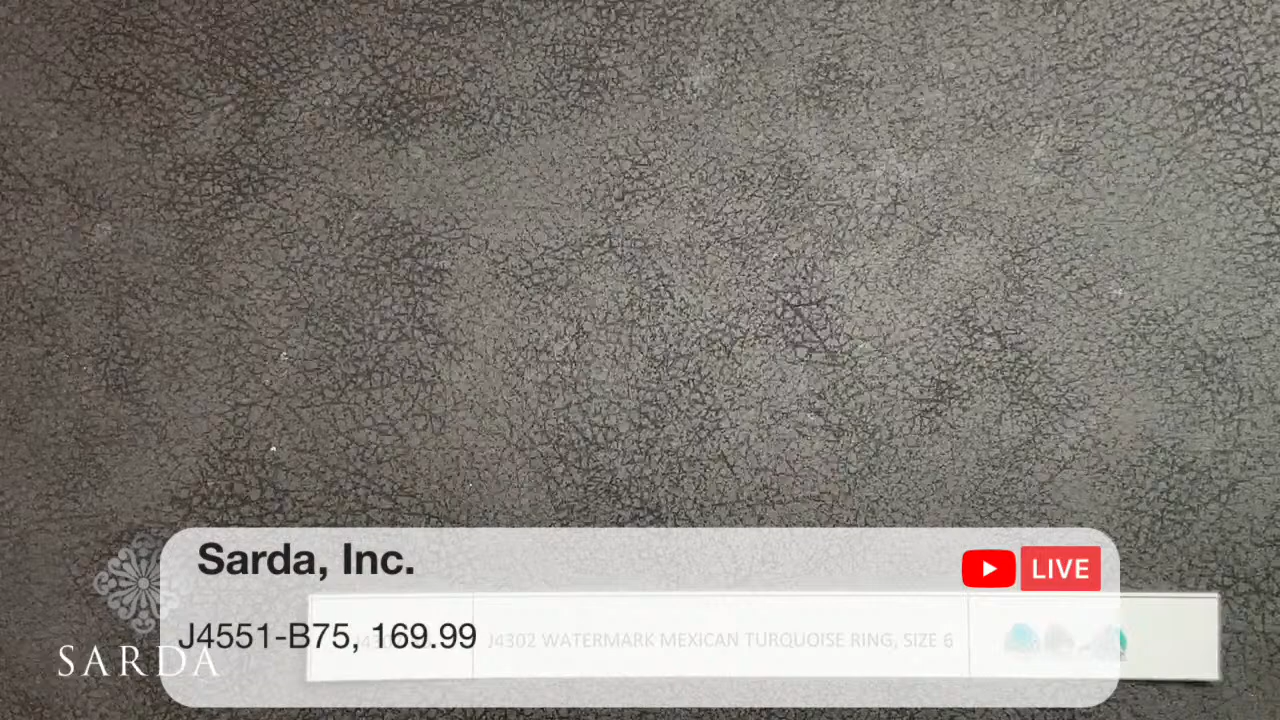 Sarda, Inc.
LIVE
J4551-B75, 169.99
J4302 WATERMARK MEXICAN TURQUOISE RING, SIZE 6
SARDA